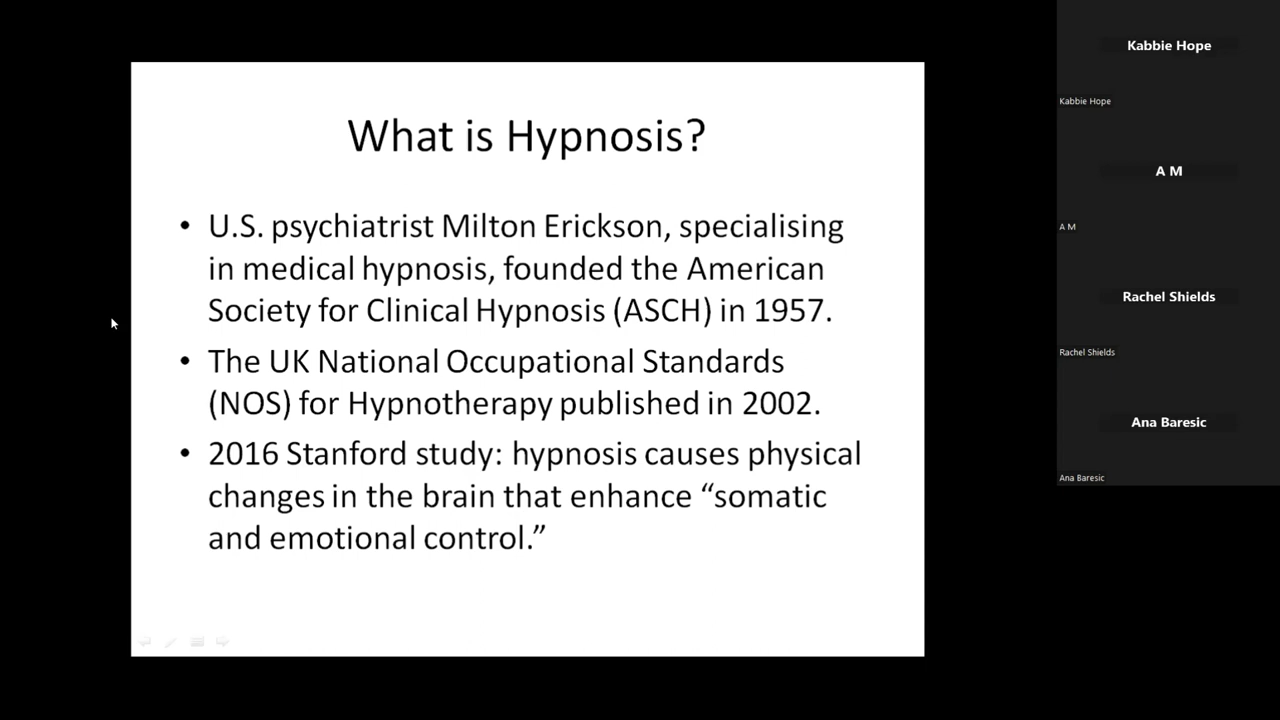 What is Hypnosis?
• U.S. psychiatrist Milton Erickson, specialising
in medical hypnosis, founded the American
Society for Clinical Hypnosis (ASCH) in 1957.
• The UK National Occupational Standards
(NOS) for Hypnotherapy published in 2002.
• 2016 Stanford study: hypnosis causes physical
changes in the brain that enhance “somatic
and emotional control.”
Kabbie Hope
Kabbie Hope
A M
A M
Rachel Shields
Rachel Shields
Ana Baresic
Ana Baresic